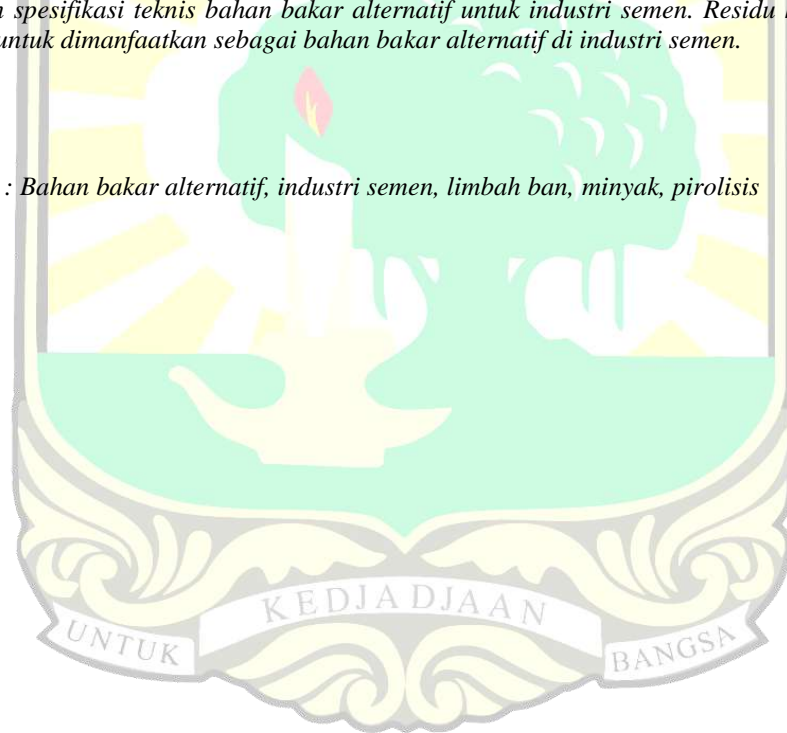 spesifikasi teknis bahan bakar alternatif untuk industri semen. Residu
untuk dimanfaatkan sebagai bahan bakar alternatif di industri semen.
: Bahan bakar alternatif, industri semen, limbah ban, minyak, pirolisis
UNTUK KEDJADJAAN BANGSA